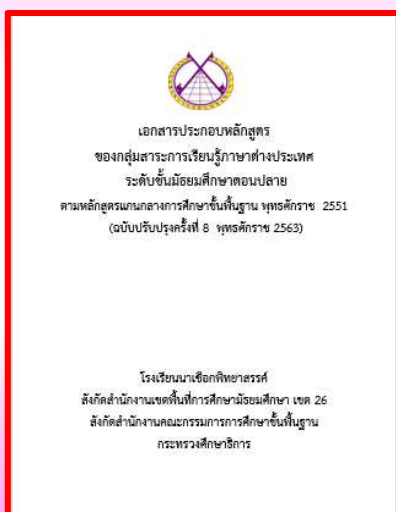 เอกสารประกอบหลักสูตร
ของกลุ่มสาระการเรียนรู้ภาษาต่างประเทศ
ระดับชั้นมัธยมศึกษาตอนปลาย
ตามหลักสูตรแกนกลางการศึกษาขั้นพื้นฐาน พุทธศักราช 2551
(ฉบับปรับปรุงครั้งที่ 8 พุทธศักราช 2563)
โรงเรียนนาเชือกพิทยาสรรค์
สังกัดสำนักงานเขตพื้นที่การศึกษามัธยมศึกษา เขต 26
สังกัดสำนักงานคณะกรรมการการศึกษาขั้นพื้นฐาน
กระทรวงศึกษาธิการ